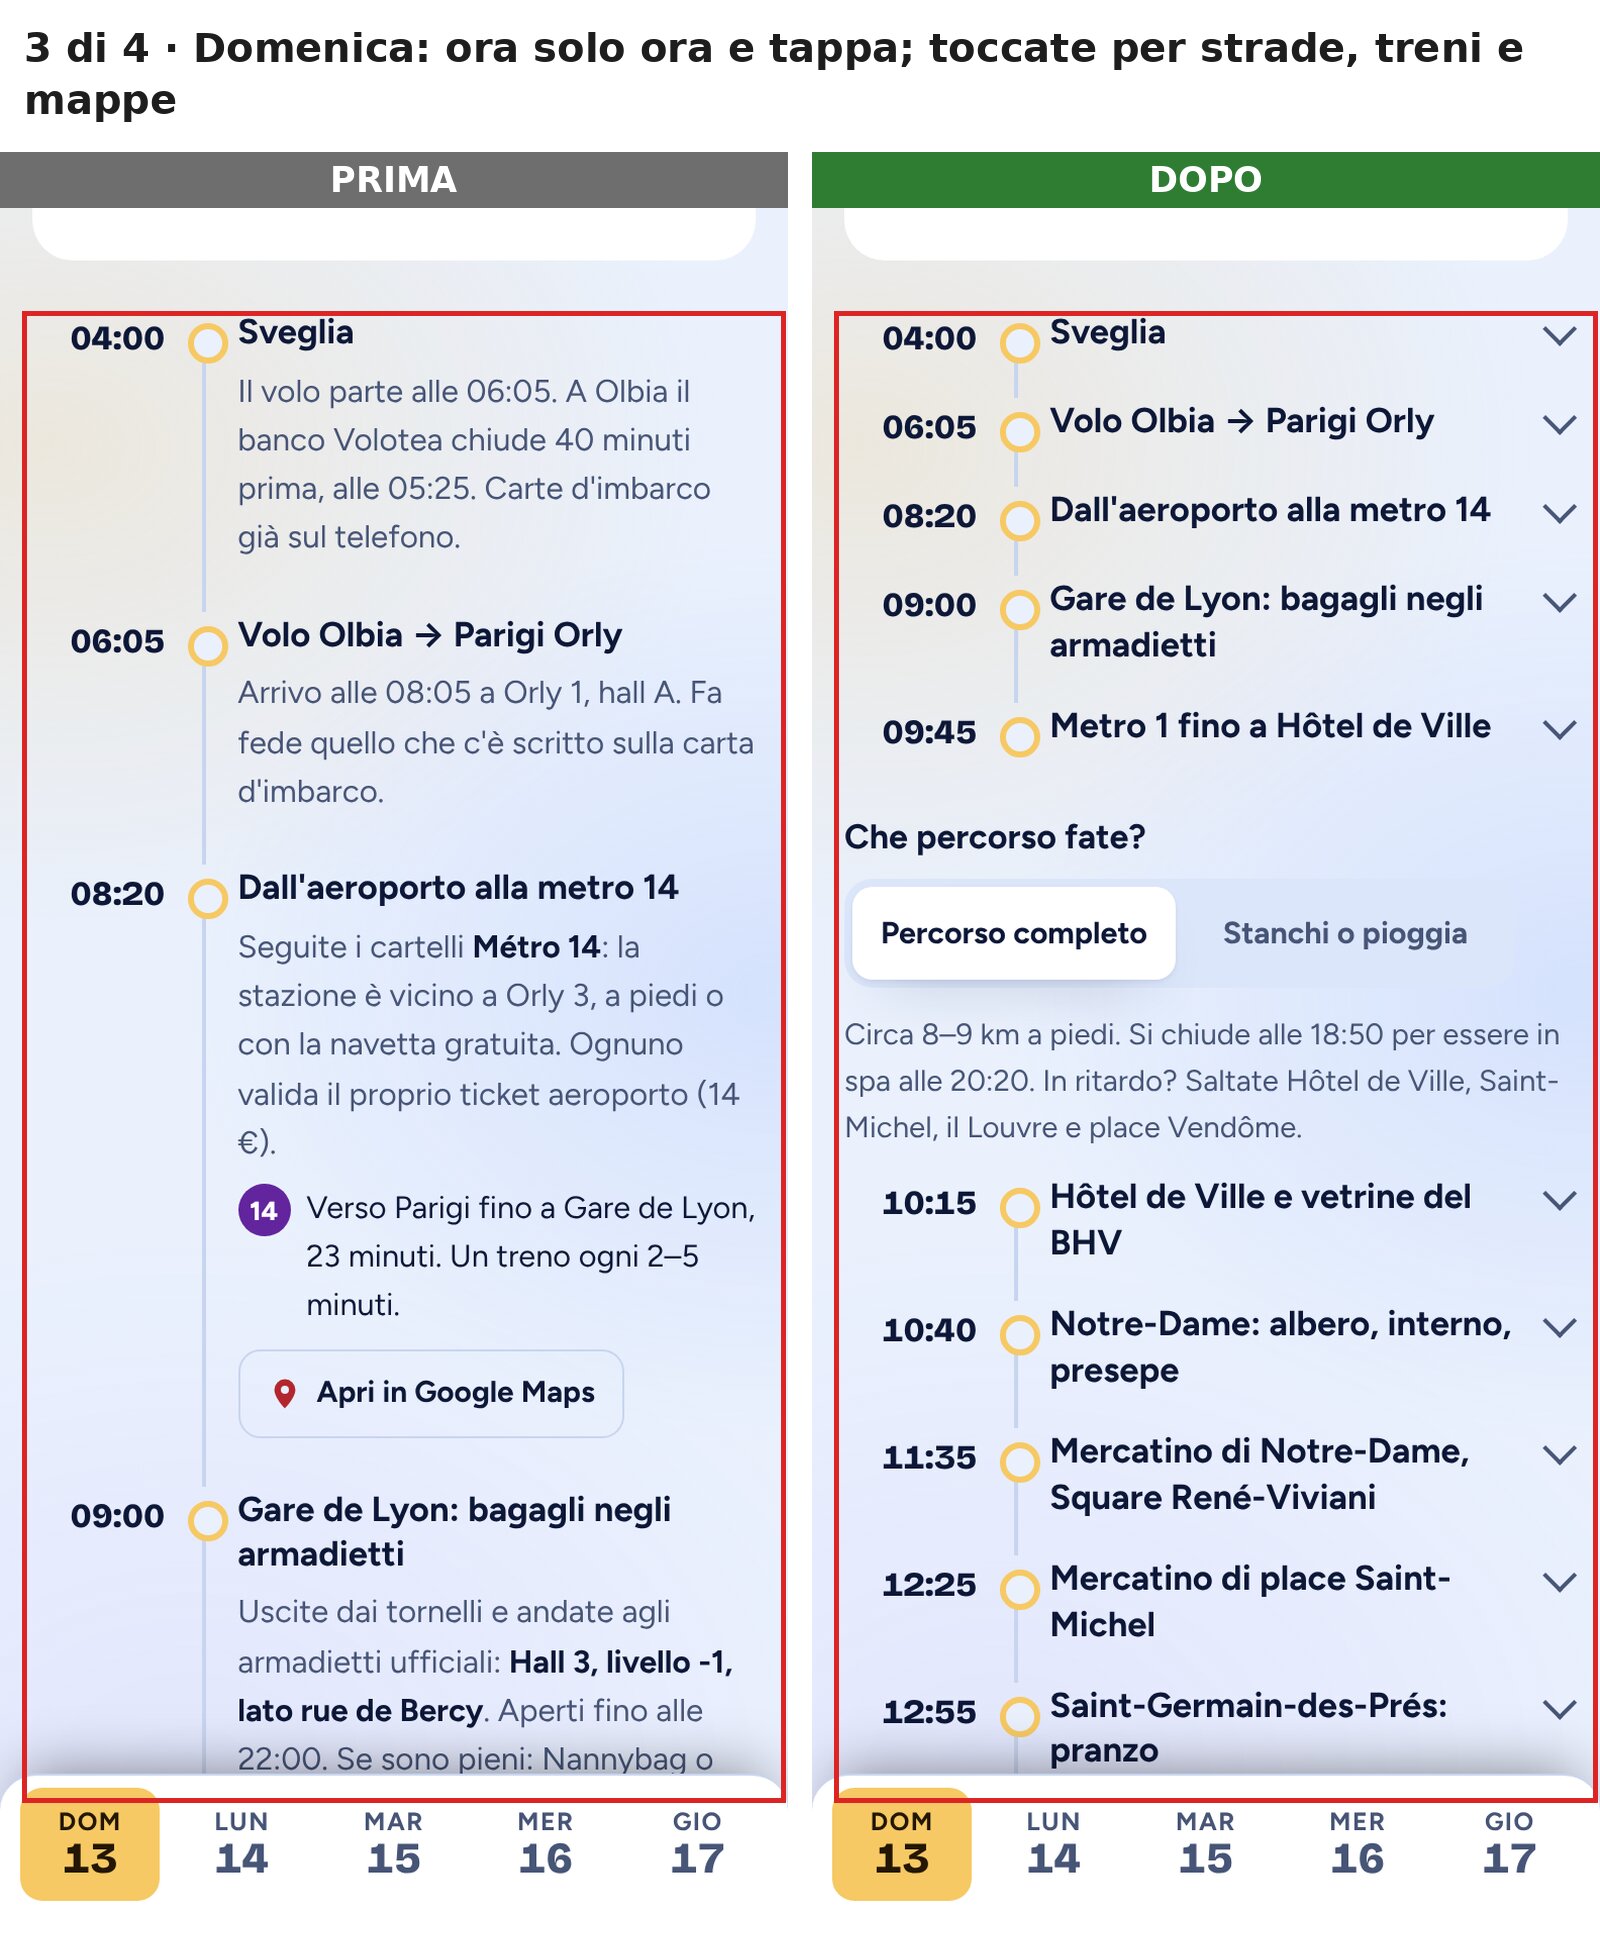 3 di 4 · Domenica: ora solo ora e tappa; toccate per strade, treni e
mappe
PRIMA
04:00 Sveglia
Il volo parte alle 06:05. A Olbia il
banco Volotea chiude 40 minuti
prima, alle 05:25. Carte d'imbarco
già sul telefono.
06:05 Volo Olbia → Parigi Orly
Arrivo alle 08:05 a Orly 1, hall A. Fa
fede quello che c'è scritto sulla carta
d'imbarco.
08:20 Dall'aeroporto alla metro 14
Seguite i cartelli Métro 14: la
stazione è vicino a Orly 3, a piedi o
con la navetta gratuita. Ognuno
valida il proprio ticket aeroporto (14
€).
14 Verso Parigi fino a Gare de Lyon,
23 minuti. Un treno ogni 2–5
minuti.
Apri in Google Maps
09:00 Gare de Lyon: bagagli negli
armadietti
Uscite dai tornelli e andate agli
armadietti ufficiali: Hall 3, livello -1,
lato rue de Bercy. Aperti fino alle
22:00. Se sono pieni: Nannybag o
DOM LUN MAR MER GIO
13 14 15 16 17
DOPO
04:00 Sveglia
06:05 Volo Olbia → Parigi Orly
08:20 Dall'aeroporto alla metro 14
09:00 Gare de Lyon: bagagli negli
armadietti
09:45 Metro 1 fino a Hôtel de Ville
Che percorso fate?
Percorso completo Stanchi o pioggia
Circa 8–9 km a piedi. Si chiude alle 18:50 per essere in
spa alle 20:20. In ritardo? Saltate Hôtel de Ville, Saint-
Michel, il Louvre e place Vendôme.
10:15 Hôtel de Ville e vetrine del
BHV
10:40 Notre-Dame: albero, interno,
presepe
11:35 Mercatino di Notre-Dame,
Square René-Viviani
12:25 Mercatino di place Saint-
Michel
12:55 Saint-Germain-des-Prés:
pranzo
DOM LUN MAR MER GIO
13 14 15 16 17